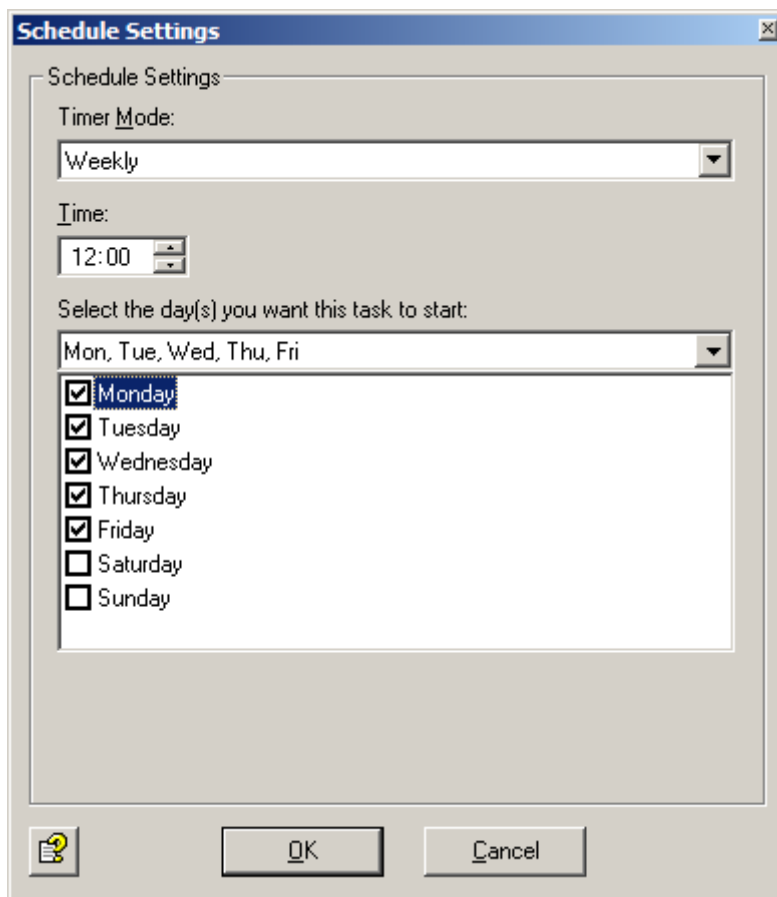 Schedule Settings
Schedule Settings
Timer Mode:
Weekly
Time:
12:00
Select the day(s) you want this task to start:
Mon, Tue, Wed, Thu, Fri
Monday
Tuesday
Wednesday
Thursday
Friday
Saturday
Sunday
OK Cancel